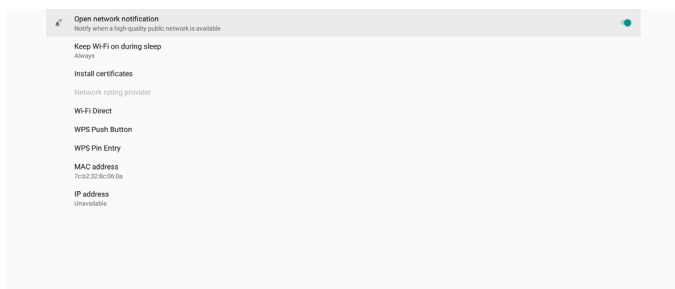 Open network notification
Notify when a high-quality public network is available
Keep Wi-Fi on during sleep
Always
Install certificates
Network rating provider
Wi-Fi Direct
WPS Push Button
WPS Pin Entry
MAC address
7c:b2:32:8c:06:0a
IP address
Unavailable